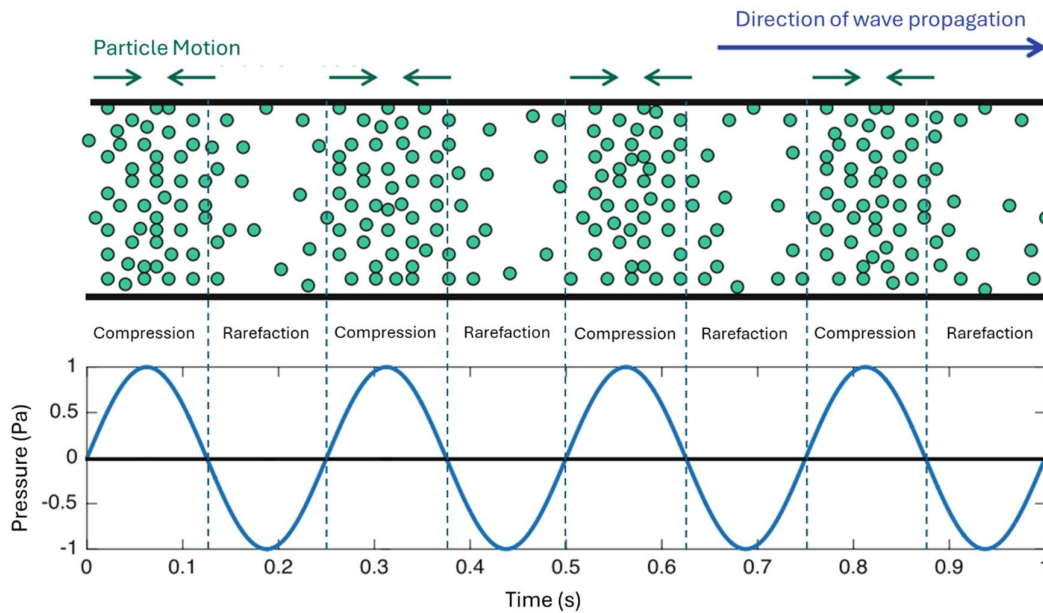 Direction of wave propagation
Particle Motion
Compression Rarefaction Compression Rarefaction Compression Rarefaction Compression Rarefaction
1
0.5
0
-0.5
-1
Pressure (Pa)
0 0.1 0.2 0.3 0.4 0.5 0.6 0.7 0.8 0.9 1
Time (s)